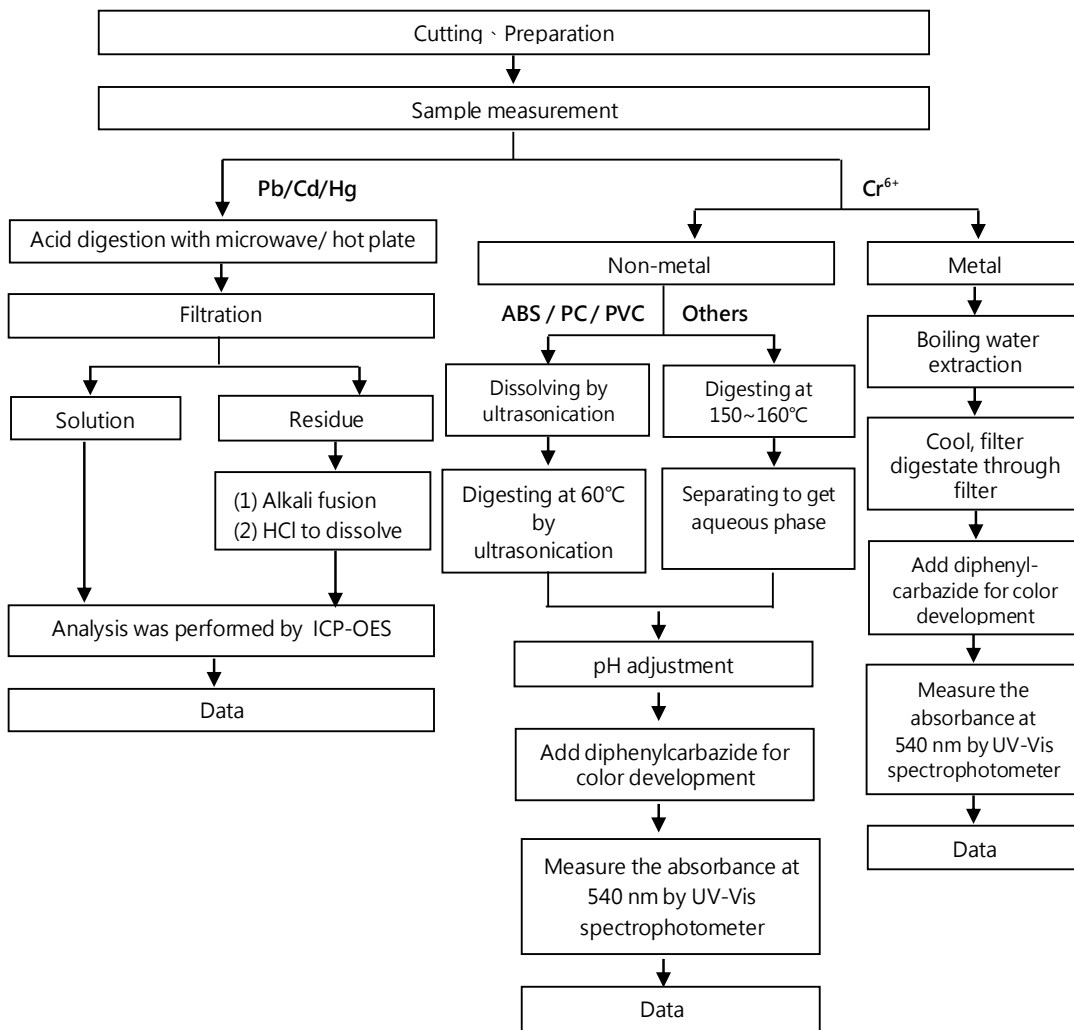 Cutting、Preparation
Sample measurement
Pb/Cd/Hg
Cr⁶⁺
Acid digestion with microwave/ hot plate
Filtration
Solution
Residue
(1) Alkali fusion
(2) HCl to dissolve
Analysis was performed by ICP-OES
Data
Non-metal
ABS / PC / PVC
Others
Dissolving by
ultrasonication
Digesting at
150~160℃
Digesting at 60℃
by
ultrasonication
Separating to get
aqueous phase
pH adjustment
Add diphenylcarbazide for
color development
Measure the absorbance at
540 nm by UV-Vis
spectrophotometer
Data
Metal
Boiling water
extraction
Cool, filter
digestate through
filter
Add diphenyl-
carbazide for color
development
Measure the
absorbance at
540 nm by UV-Vis
spectrophotometer
Data